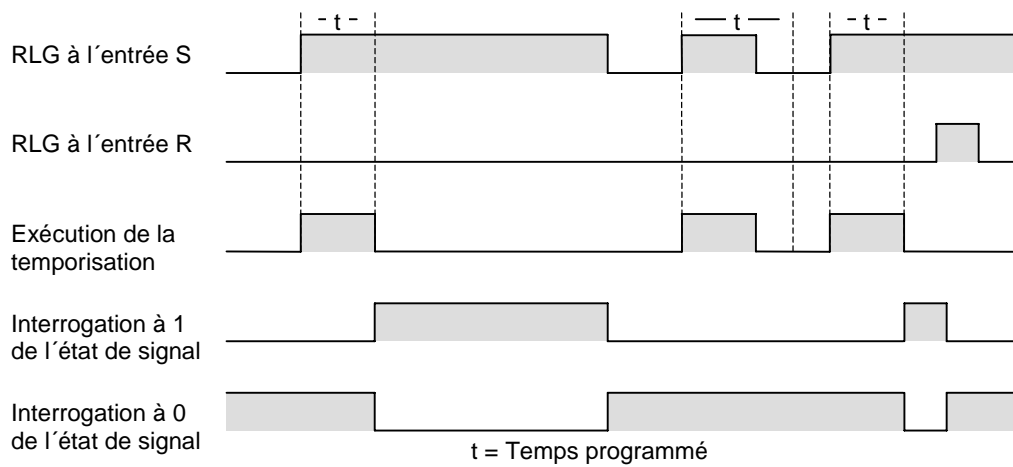 t
t
t
RLG à l´entrée S
RLG à l´entrée R
Exécution de la
temporisation
Interrogation à 1
de l´état de signal
Interrogation à 0
de l´état de signal
t = Temps programmé